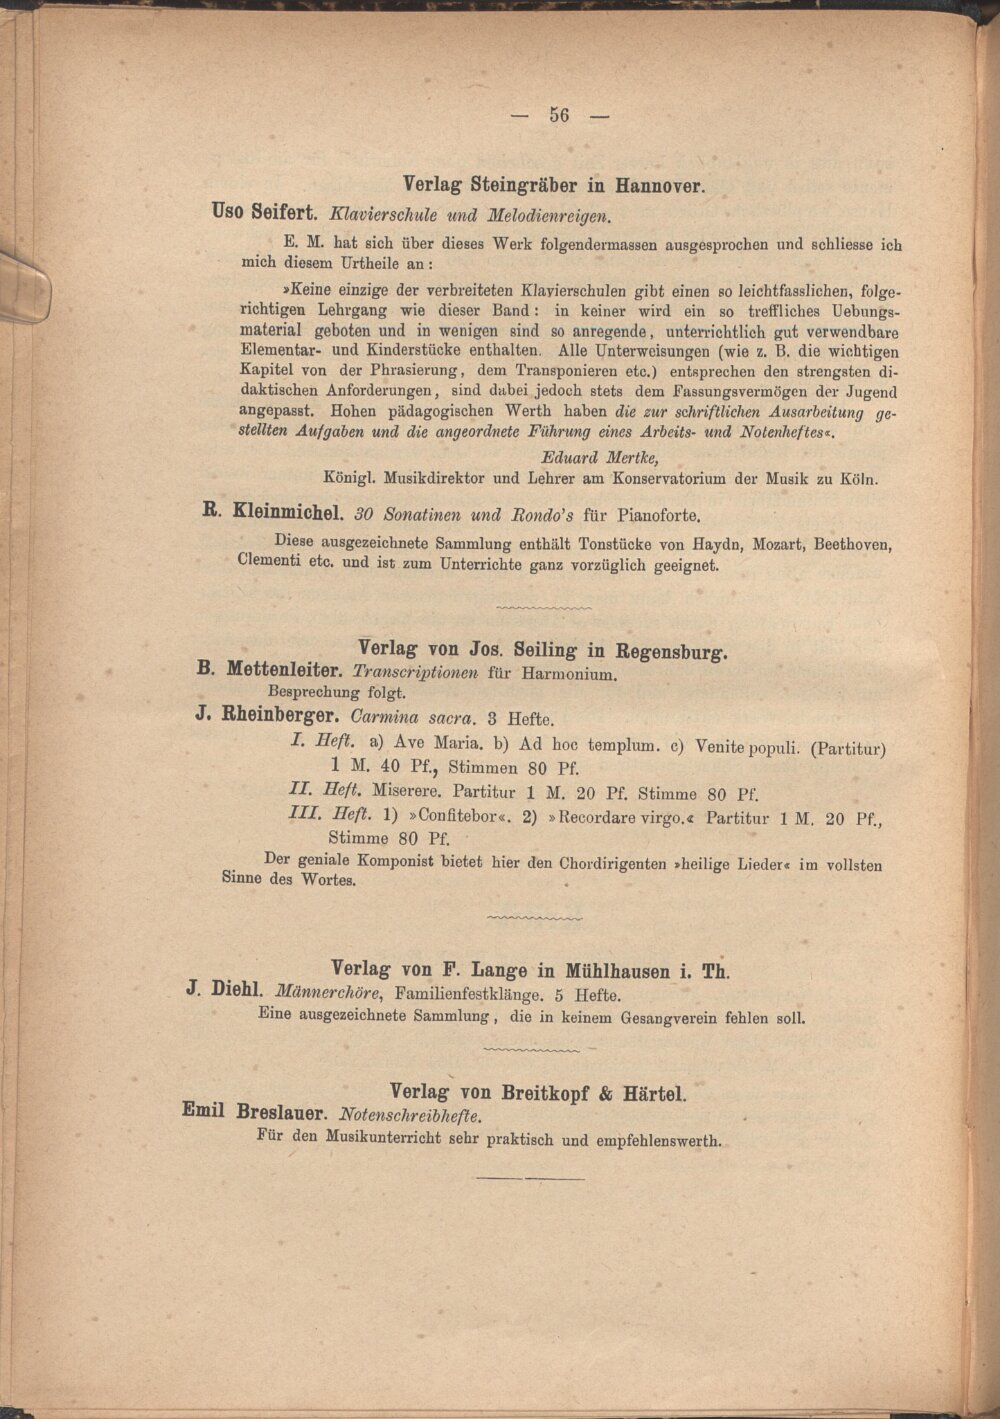 — 56 —
Verlag Steingräber in Hannover.
Uso Seifert. Klavierschule und Melodienreigen.
E. M. hat sich über dieses Werk folgendermassen ausgesprochen und schliesse ich
mich diesem Urtheile an:
»Keine einzige der verbreiteten Klavierschulen gibt einen so leichtfasslichen, folge-
richtigen Lehrgang wie dieser Band: in keiner wird ein so treffliches Uebungs-
material geboten und in wenigen sind so anregende, unterrichtlich gut verwendbare
Elementar- und Kinderstücke enthalten. Alle Unterweisungen (wie z. B. die wichtigen
Kapitel von der Phrasierung, dem Transponieren etc.) entsprechen den strengsten di-
daktischen Anforderungen, sind dabei jedoch stets dem Fassungsvermögen der Jugend
angepasst. Hohen pädagogischen Werth haben die zur schriftlichen Ausarbeitung ge-
stellten Aufgaben und die angeordnete Führung eines Arbeits- und Notenheftes«.
Eduard Mertke,
Königl. Musikdirektor und Lehrer am Konservatorium der Musik zu Köln.
R. Kleinmichel. 30 Sonatinen und Rondo's für Pianoforte.
Diese ausgezeichnete Sammlung enthält Tonstücke von Haydn, Mozart, Beethoven,
Clementi etc. und ist zum Unterrichte ganz vorzüglich geeignet.
Verlag von Jos. Seiling in Regensburg.
B. Mettenleiter. Transcriptionen für Harmonium.
Besprechung folgt.
J. Rheinberger. Carmina sacra. 3 Hefte.
I. Heft. a) Ave Maria. b) Ad hoc templum. c) Venite populi. (Partitur)
1 M. 40 Pf., Stimmen 80 Pf.
II. Heft. Miserere. Partitur 1 M. 20 Pf. Stimme 80 Pf.
III. Heft. 1) »Confitebor«. 2) »Recordare virgo.« Partitur 1 M. 20 Pf.,
Stimme 80 Pf.
Der geniale Komponist bietet hier den Chordirigenten »heilige Lieder« im vollsten
Sinne des Wortes.
Verlag von F. Lange in Mühlhausen i. Th.
J. Diehl. Männerchöre, Familienfestklänge. 5 Hefte.
Eine ausgezeichnete Sammlung, die in keinem Gesangverein fehlen soll.
Verlag von Breitkopf & Härtel.
Emil Breslauer. Notenschreibhefte.
Für den Musikunterricht sehr praktisch und empfehlenswerth.